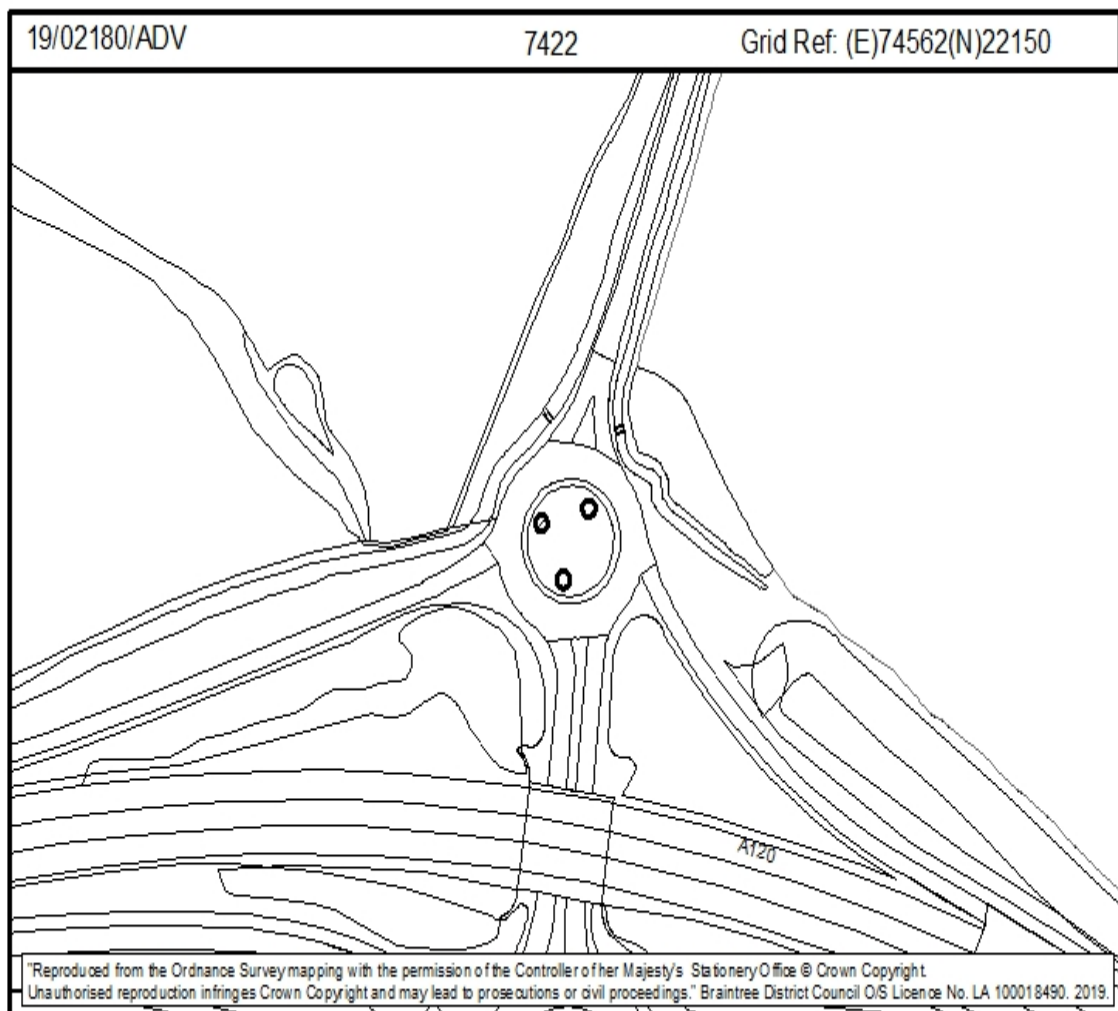 19/02180/ADV 7422 Grid Ref: (E)74562(N)22150
A120
"Reproduced from the Ordnance Survey mapping with the permission of the Controller of her Majesty's Stationery Office © Crown Copyright.
Unauthorised reproduction infringes Crown Copyright and may lead to prosecutions or civil proceedings." Braintree District Council O/S Licence No. LA 100018490. 2019.